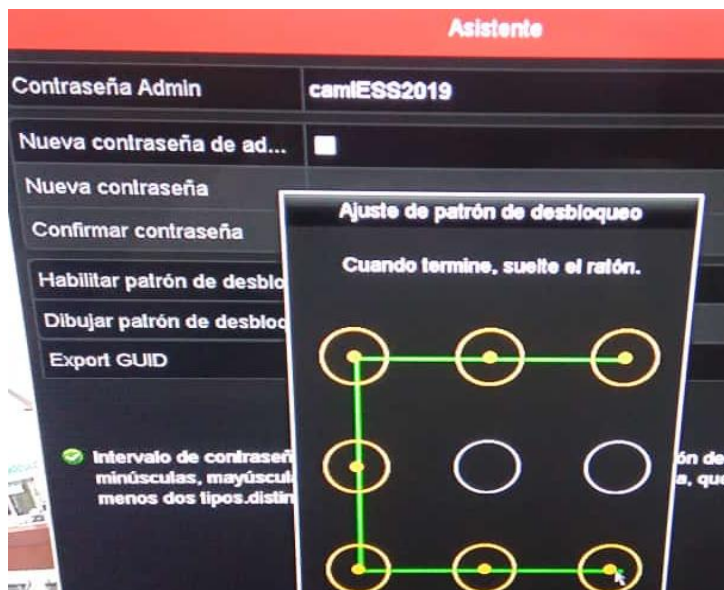 Asistente
Contraseña Admin camIESS2019
Nueva contraseña de ad...
Nueva contraseña
Confirmar contraseña
Ajuste de patrón de desbloqueo
Cuando termine, suelte el ratón.
Habilitar patrón de desblo
Dibujar patrón de desbloq
Export GUID
Intervalo de contraseñ
minúsculas, mayúscul
menos dos tipos.distin
ón de
a, que